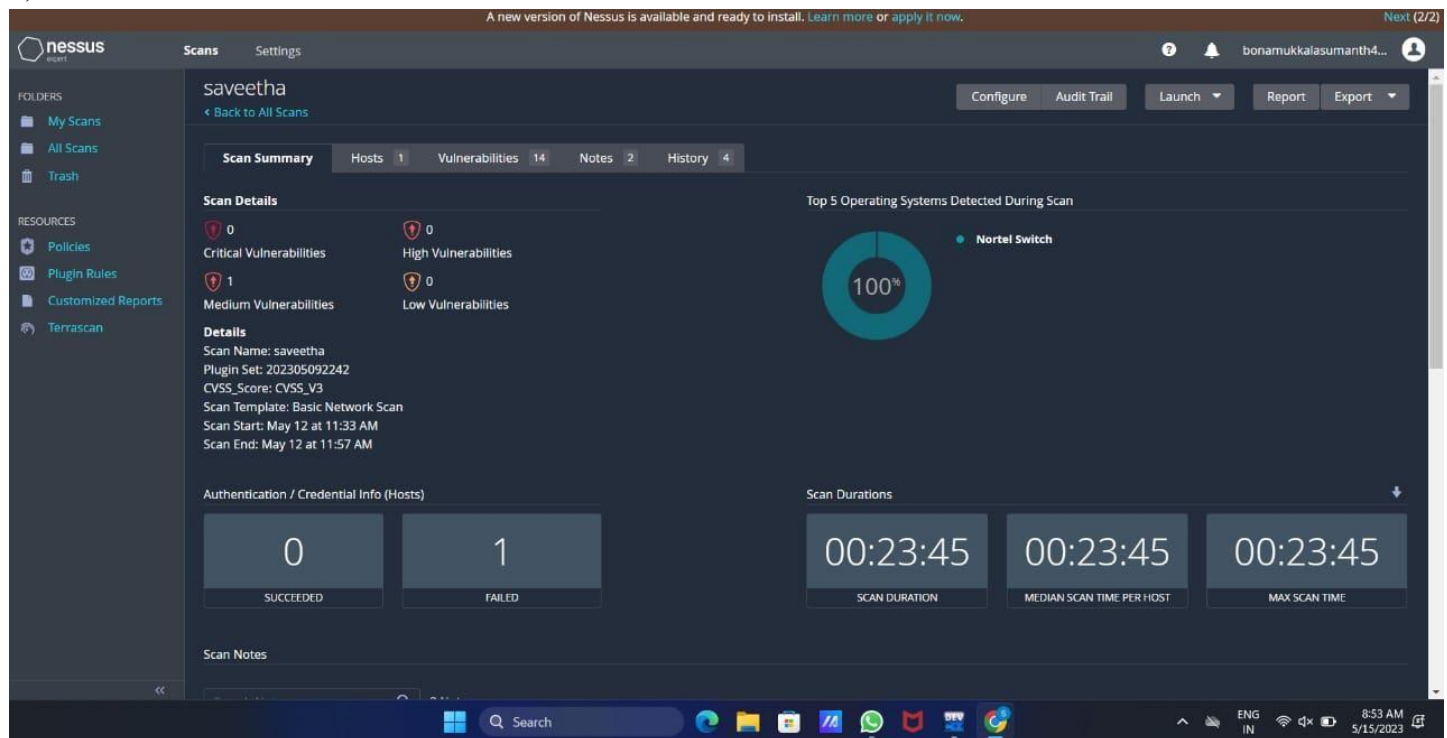 A new version of Nessus is available and ready to install. Learn more or apply it now.
Next (2/2)
nessus
expert
Scans
Settings
bonamukkalasumanth4...
FOLDERS
My Scans
All Scans
Trash
RESOURCES
Policies
Plugin Rules
Customized Reports
Terrascan
saveetha
< Back to All Scans
Configure
Audit Trail
Launch
Report
Export
Scan Summary
Hosts 1
Vulnerabilities 14
Notes 2
History 4
Scan Details
0
Critical Vulnerabilities
0
High Vulnerabilities
1
Medium Vulnerabilities
0
Low Vulnerabilities
Details
Scan Name: saveetha
Plugin Set: 202305092242
CVSS_Score: CVSS_V3
Scan Template: Basic Network Scan
Scan Start: May 12 at 11:33 AM
Scan End: May 12 at 11:57 AM
Top 5 Operating Systems Detected During Scan
100%
Nortel Switch
Authentication / Credential Info (Hosts)
0
SUCCEEDED
1
FAILED
Scan Durations
00:23:45
SCAN DURATION
00:23:45
MEDIAN SCAN TIME PER HOST
00:23:45
MAX SCAN TIME
Scan Notes
Search
ENG
IN
8:53 AM
5/15/2023